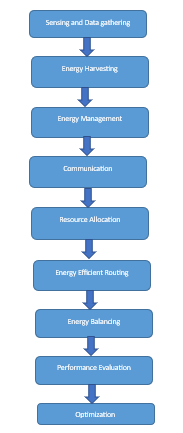 Sensing and Data gathering
Energy Harvesting
Energy Management
Communication
Resource Allocation
Energy Efficient Routing
Energy Balancing
Performance Evaluation
Optimization